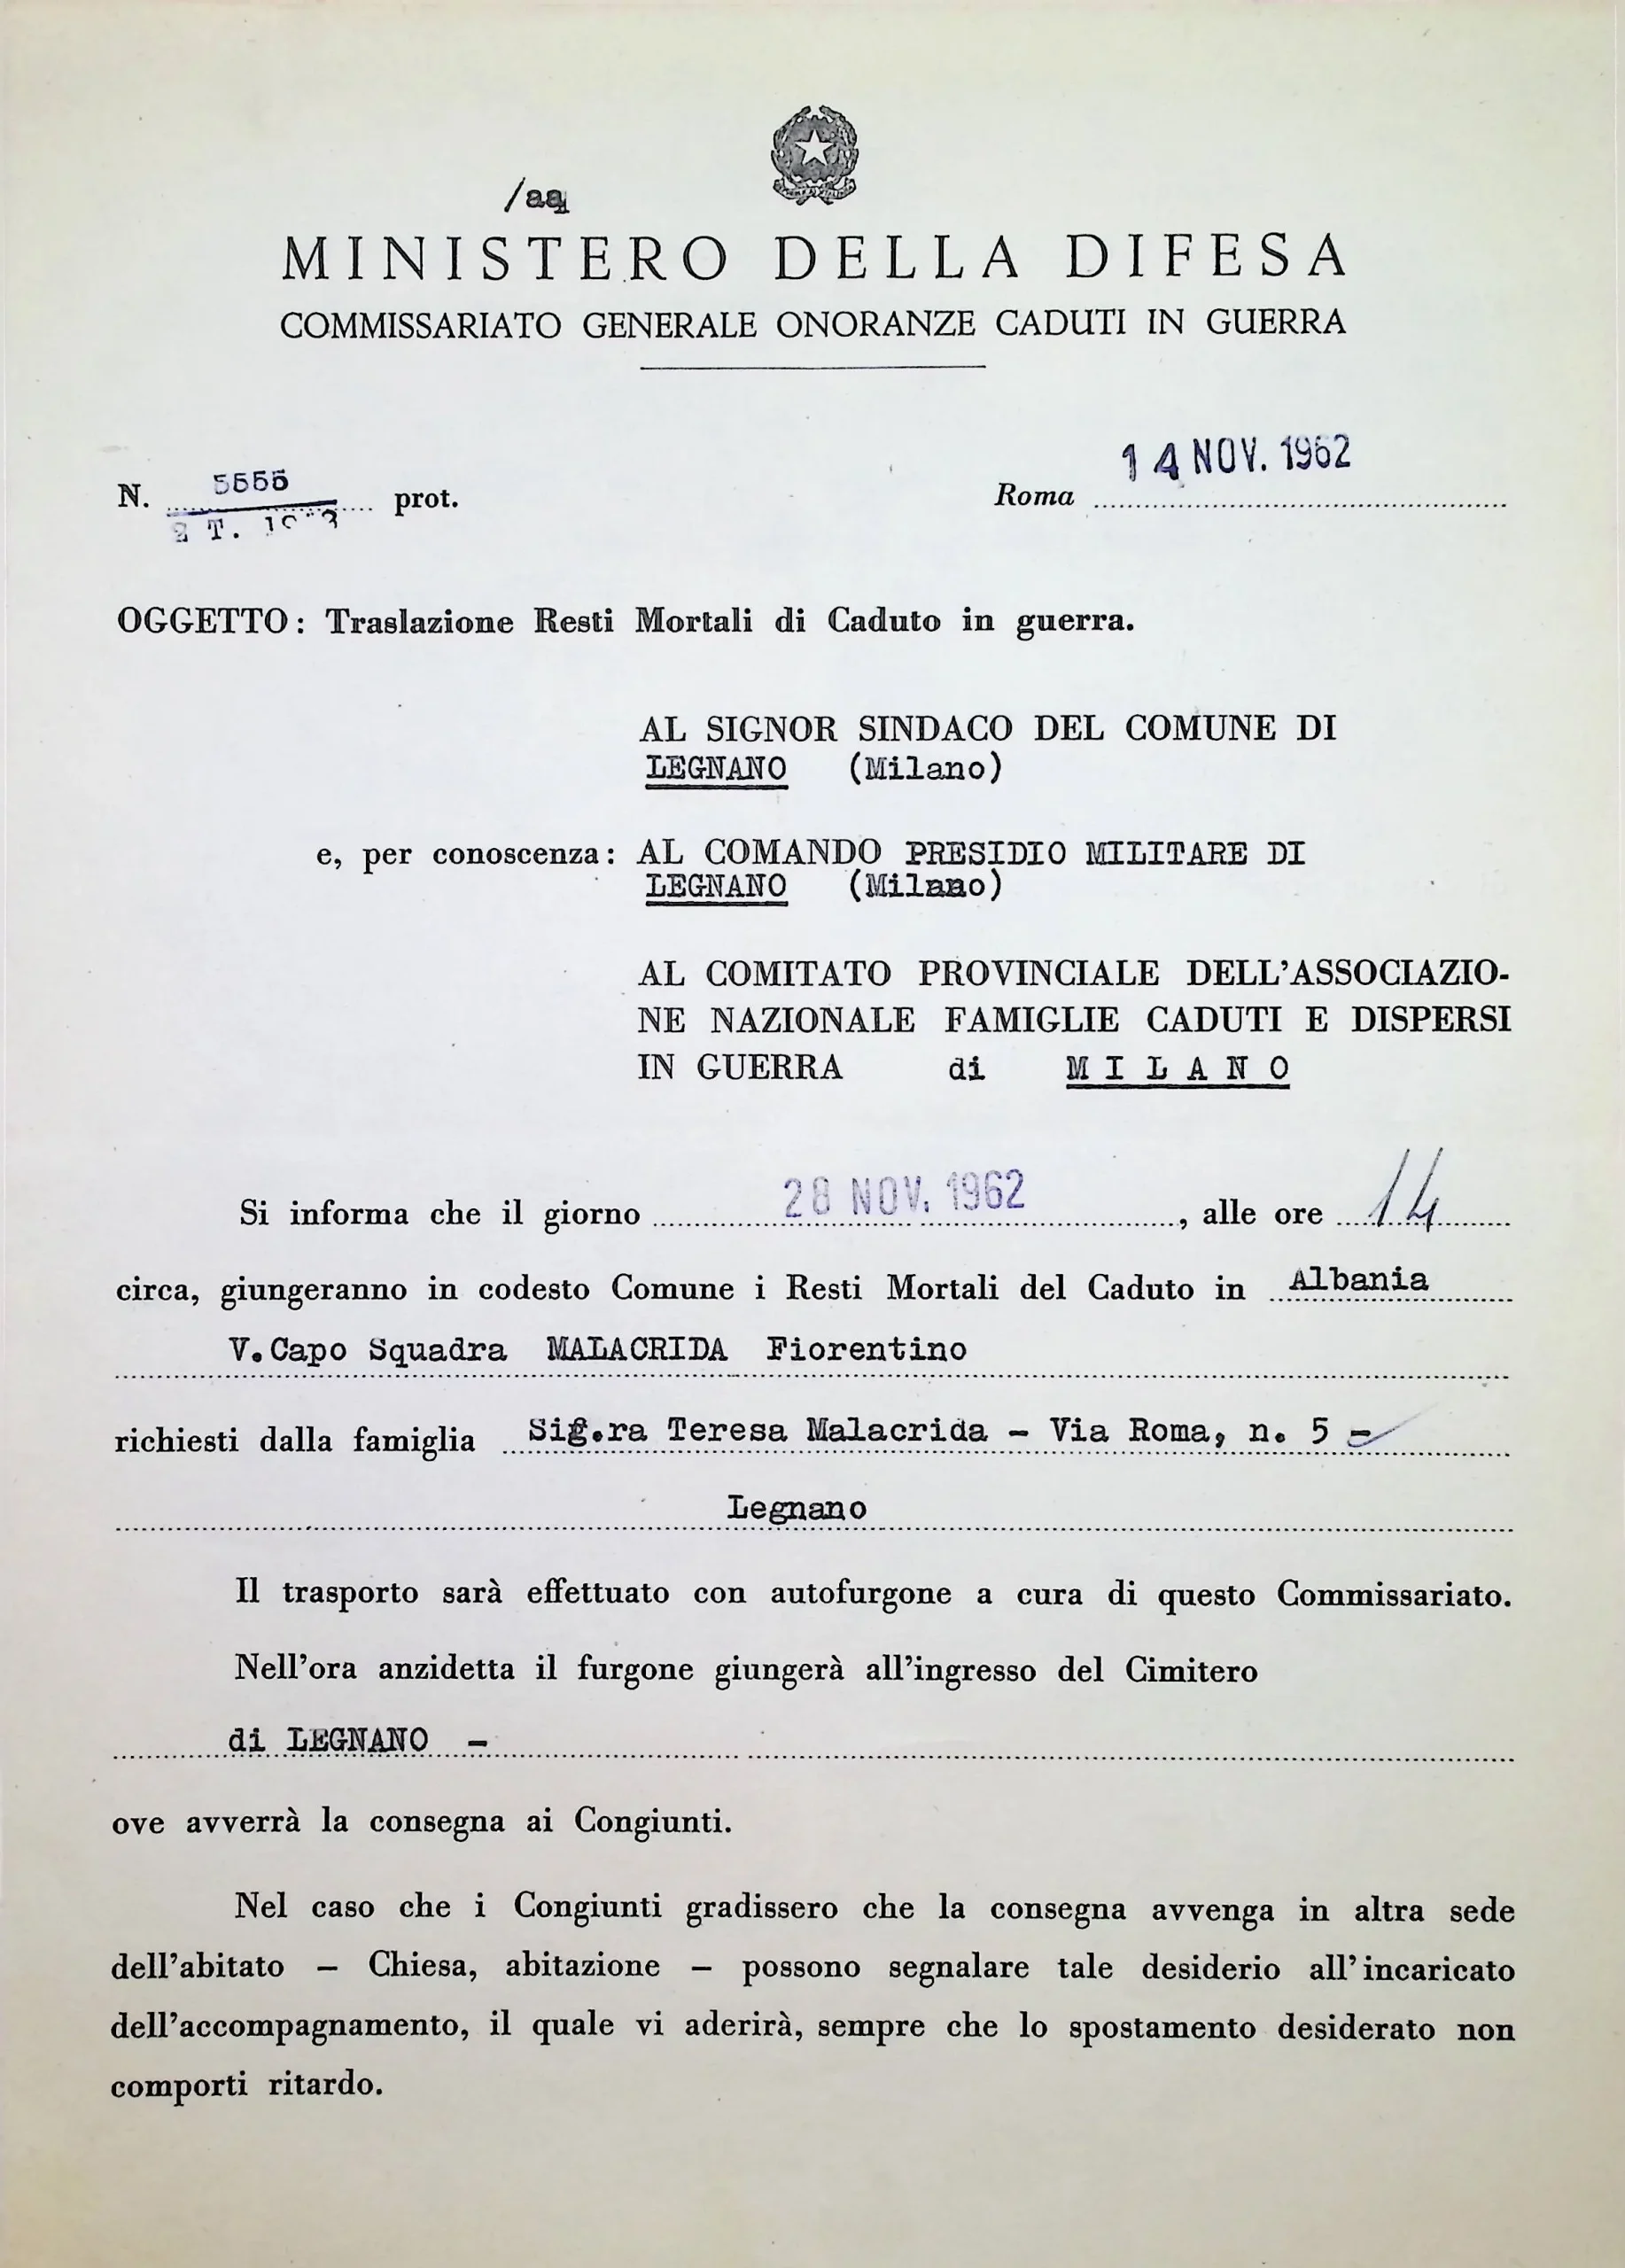 /aq
MINISTERO DELLA DIFESA
COMMISSARIATO GENERALE ONORANZE CADUTI IN GUERRA
14 NOV. 1962
N. 5555 prot.
Roma
OGGETTO: Traslazione Resti Mortali di Caduto in guerra.
AL SIGNOR SINDACO DEL COMUNE DI
LEGNANO (Milano)
e, per conoscenza: AL COMANDO PRESIDIO MILITARE DI
LEGNANO (Milano)
AL COMITATO PROVINCIALE DELL'ASSOCIAZIO-
NE NAZIONALE FAMIGLIE CADUTI E DISPERSI
IN GUERRA di MILANO
Si informa che il giorno 28 NOV. 1962, alle ore 14
circa, giungeranno in codesto Comune i Resti Mortali del Caduto in Albania
V.Capo Squadra MALACRIDA Fiorentino
richiesti dalla famiglia Sig.ra Teresa Malacrida - Via Roma, n. 5 -
Legnano
Il trasporto sarà effettuato con autofurgone a cura di questo Commissariato.
Nell'ora anzidetta il furgone giungerà all'ingresso del Cimitero
di LEGNANO -
ove avverrà la consegna ai Congiunti.
Nel caso che i Congiunti gradissero che la consegna avvenga in altra sede
dell'abitato – Chiesa, abitazione – possono segnalare tale desiderio all'incaricato
dell'accompagnamento, il quale vi aderirà, sempre che lo spostamento desiderato non
comporti ritardo.